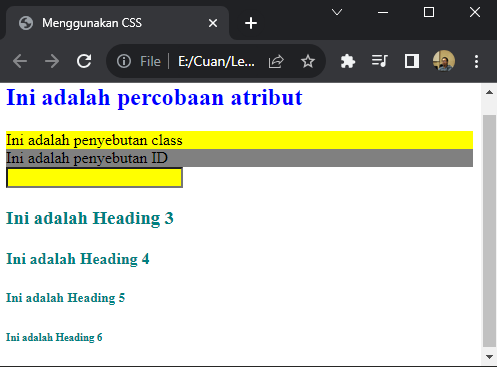 Menggunakan CSS
File
E:/Cuan/Le...
Ini adalah percobaan atribut
Ini adalah penyebutan class
Ini adalah penyebutan ID
Ini adalah Heading 3
Ini adalah Heading 4
Ini adalah Heading 5
Ini adalah Heading 6